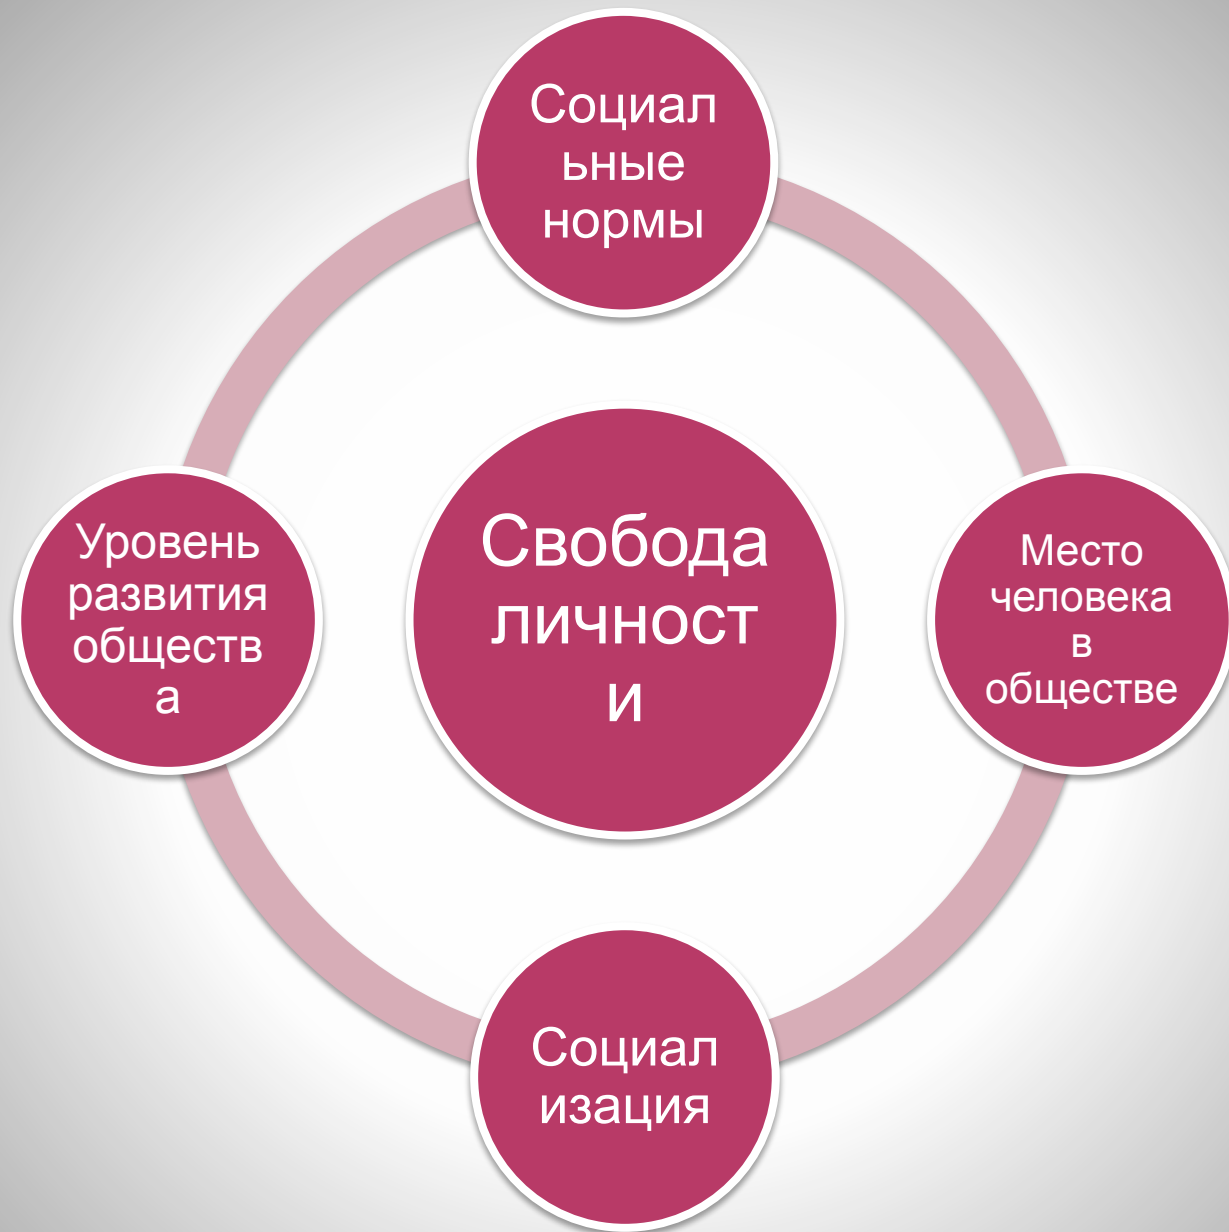 Социал
ьные
нормы
Свобода
личност
и
Уровень
развития
обществ
а
Место
человека
в
обществе
Социал
изация